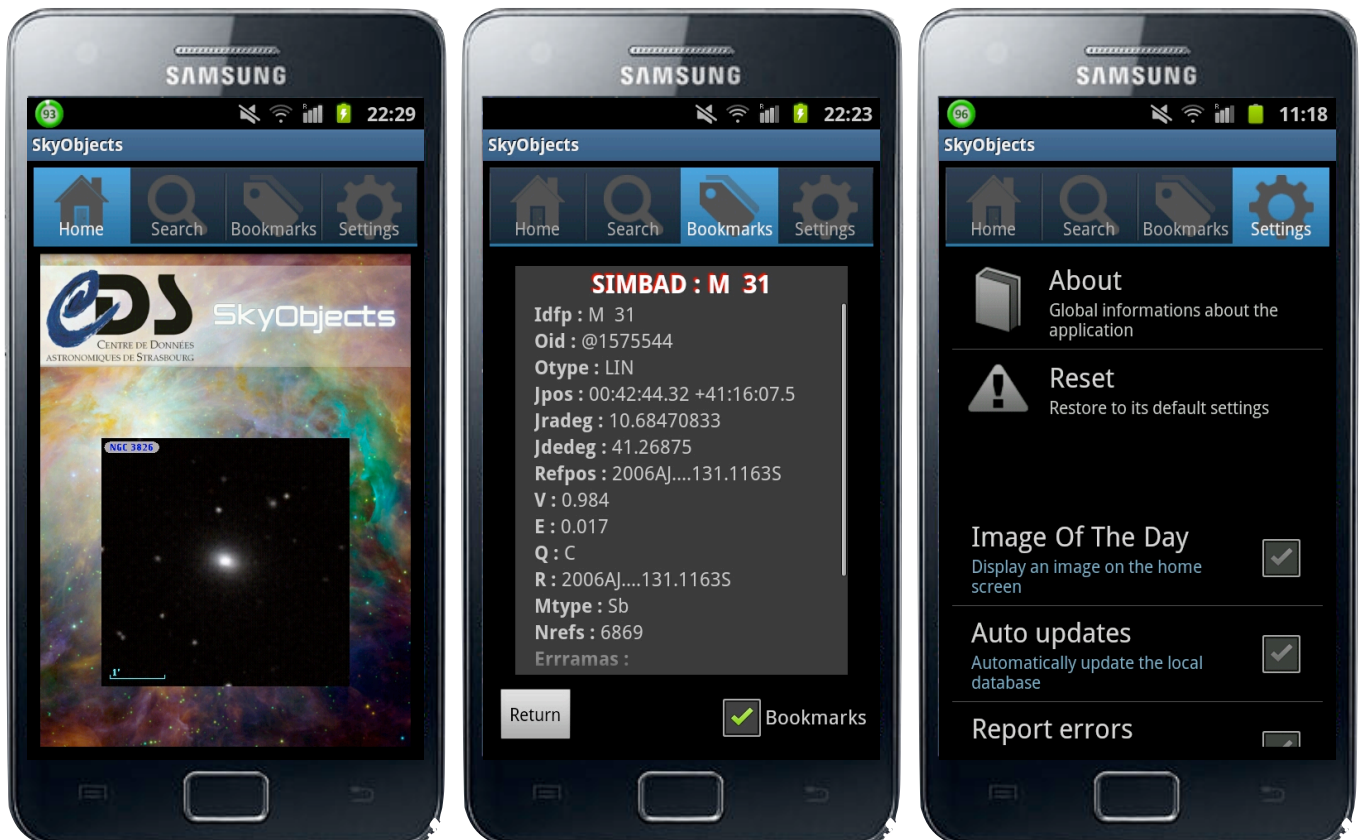 SAMSUNG
93
R
22:29
SkyObjects
Home
Search
Bookmarks
Settings
CDS
SkyObjects
CENTRE DE DONNÉES
ASTRONOMIQUES DE STRASBOURG
NGC 3826
1'
SAMSUNG
R
22:23
SkyObjects
Home
Search
Bookmarks
Settings
SIMBAD : M 31
Idfp : M 31
Oid : @1575544
Otype : LIN
Jpos : 00:42:44.32 +41:16:07.5
Jradeg : 10.68470833
Jdedeg : 41.26875
Refpos : 2006AJ....131.1163S
V : 0.984
E : 0.017
Q : C
R : 2006AJ....131.1163S
Mtype : Sb
Nrefs : 6869
Errramas :
Return
Bookmarks
SAMSUNG
96
R
11:18
SkyObjects
Home
Search
Bookmarks
Settings
About
Global informations about the
application
Reset
Restore to its default settings
Image Of The Day
Display an image on the home
screen
Auto updates
Automatically update the local
database
Report errors